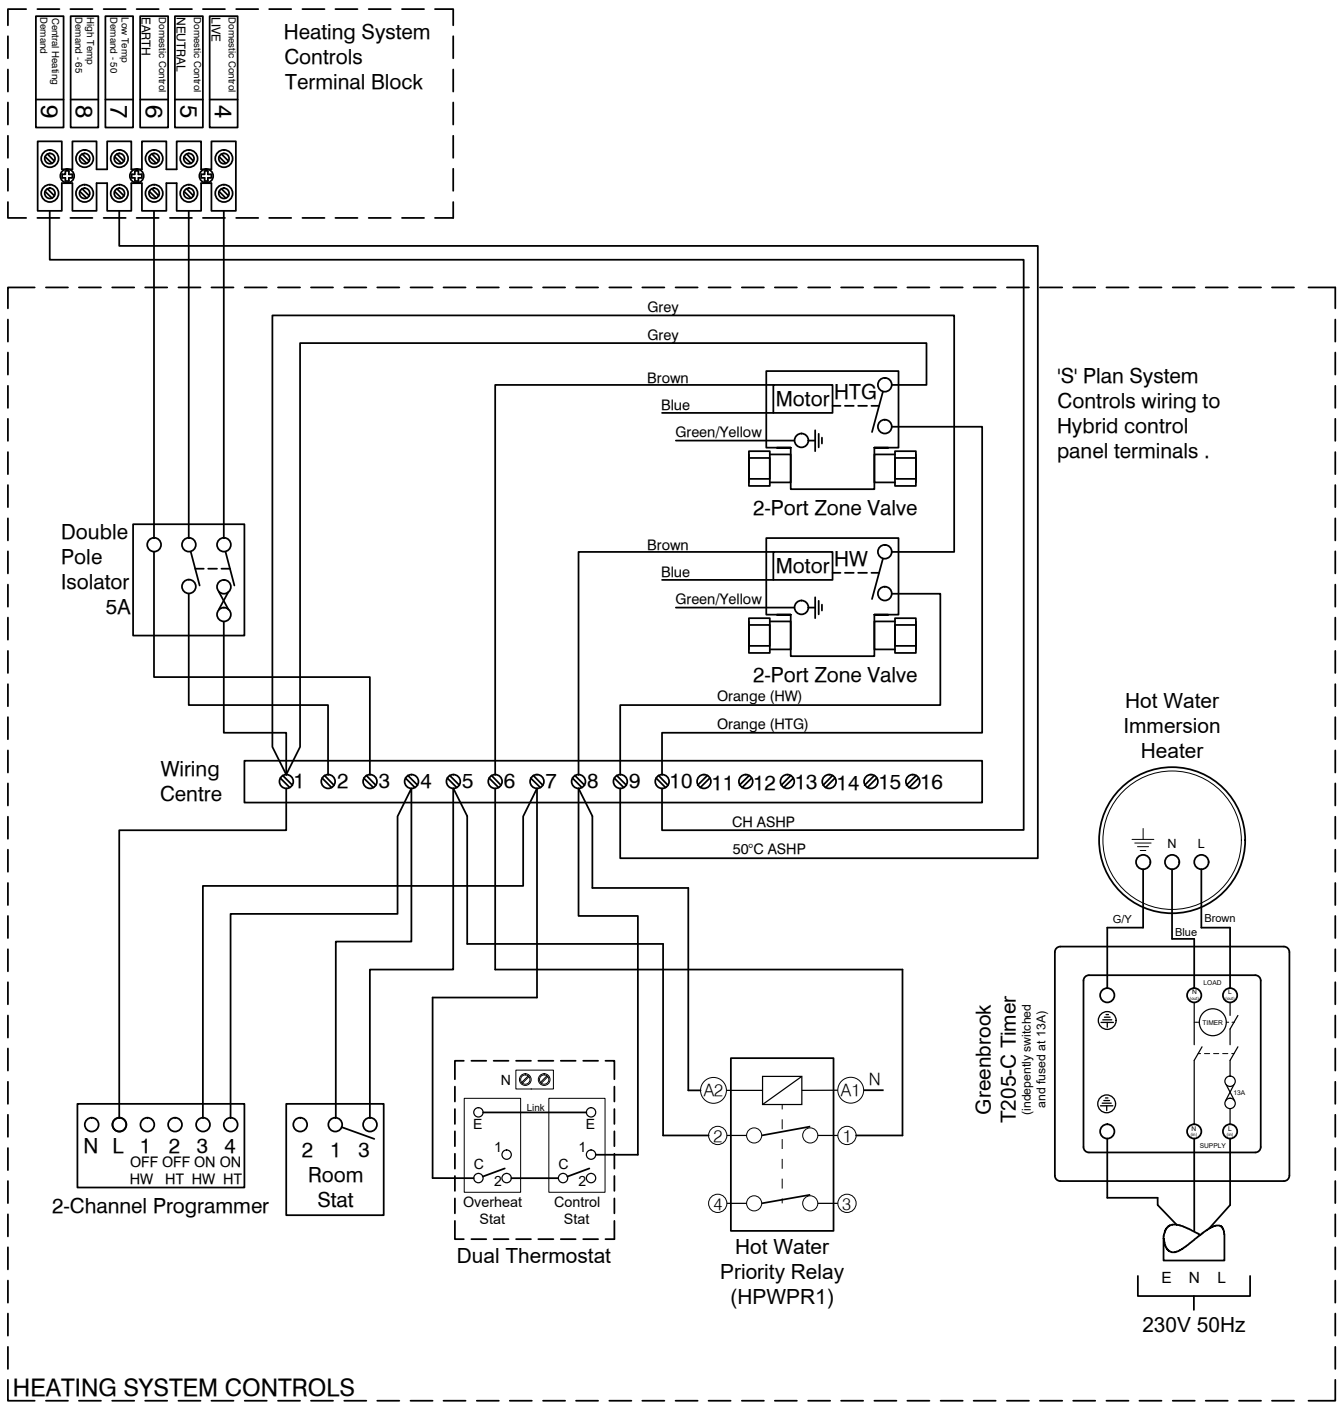 Central Heating
Demand
High Temp
Demand - 65
Low Temp
Demand - 50
Domestic Control
EARTH
Domestic Control
NEUTRAL
Domestic Control
LIVE
9 8 7 6 5 4
Heating System
Controls
Terminal Block
Grey
Grey
Brown
Blue
Green/Yellow
Motor HTG
2-Port Zone Valve
'S' Plan System
Controls wiring to
Hybrid control
panel terminals .
Double
Pole
Isolator
5A
Brown
Blue
Green/Yellow
Motor HW
2-Port Zone Valve
Orange (HW)
Orange (HTG)
Wiring
Centre
1 2 3 4 5 6 7 8 9 10 11 12 13 14 15 16
CH ASHP
50°C ASHP
Hot Water
Immersion
Heater
N L
G/Y
Blue
Brown
Greenbrook
T205-C Timer
(indepently switched
and fused at 13A)
LOAD
N
(out)
L
(out)
TIMER
13A
N
(in)
L
(in)
SUPPLY
E N L
230V 50Hz
N L 1 2 3 4
OFF OFF ON ON
HW HT HW HT
2-Channel Programmer
2 1 3
Room
Stat
N
Link
E
E
1
C
2
1
C
2
Overheat
Stat
Control
Stat
Dual Thermostat
A2
A1
N
2
1
4
3
Hot Water
Priority Relay
(HPWPR1)
HEATING SYSTEM CONTROLS